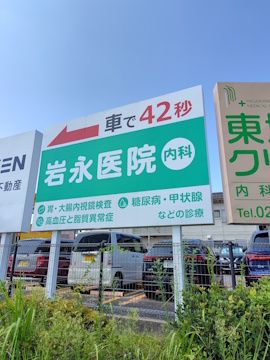 車で42秒
岩永医院
内科
胃・大腸内視鏡検査
高血圧と脂質異常症
糖尿病・甲状腺
などの診療
EEN
不動産
東
クリ
内科
Tel.02